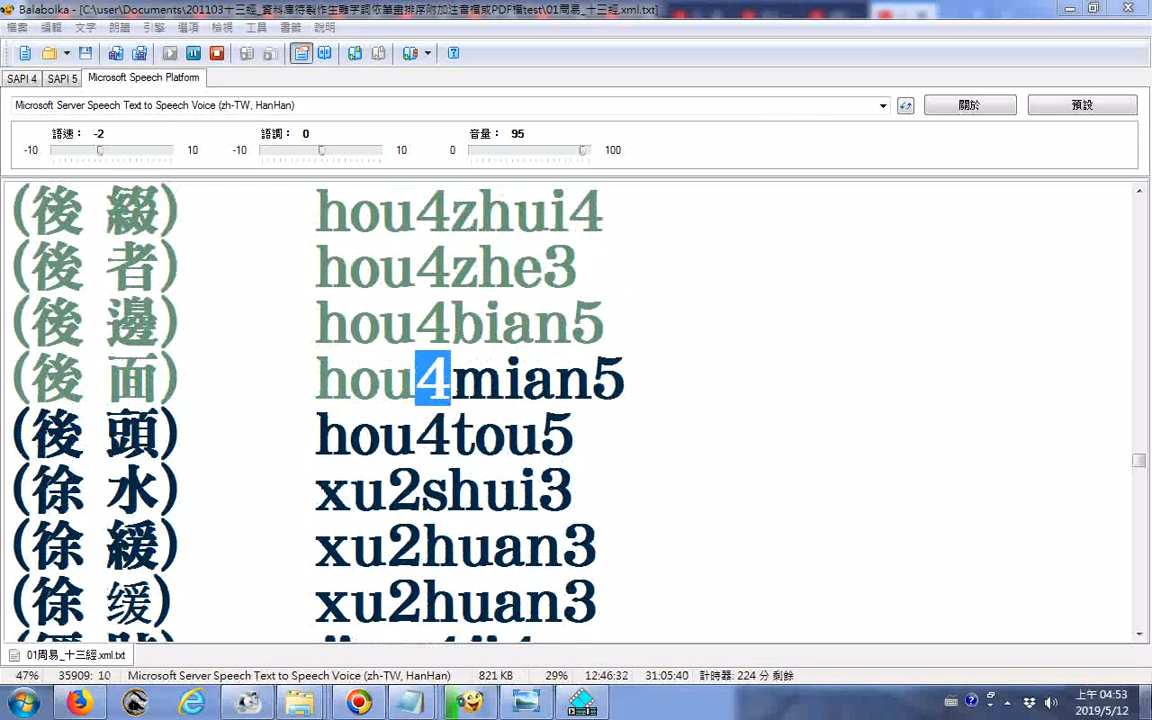 Balabolka - [C:\user\Documents\201103十三經_資料庫待製作生難字詞依筆畫排序附加注音檔或PDF檔test\01周易_十三經.xml.txt]
檔案 編輯 文字 朗讀 引擎 選項 檢視 工具 書籤 說明
SAPI 4 SAPI 5 Microsoft Speech Platform
Microsoft Server Speech Text to Speech Voice (zh-TW, HanHan) 關於 預設
語速： -2 語調： 0 音量： 95
-10 10 -10 10 0 100
(後 綴) hou4zhui4
(後 者) hou4zhe3
(後 邊) hou4bian5
(後 面) hou4mian5
(後 頭) hou4tou5
(徐 水) xu2shui3
(徐 緩) xu2huan3
(徐 缓) xu2huan3
01周易_十三經.xml.txt
47% 35909: 10 Microsoft Server Speech Text to Speech Voice (zh-TW, HanHan) 821 KB 29% 12:46:32 31:05:40 計時器: 224 分 剩餘
上午 04:53
2019/5/12